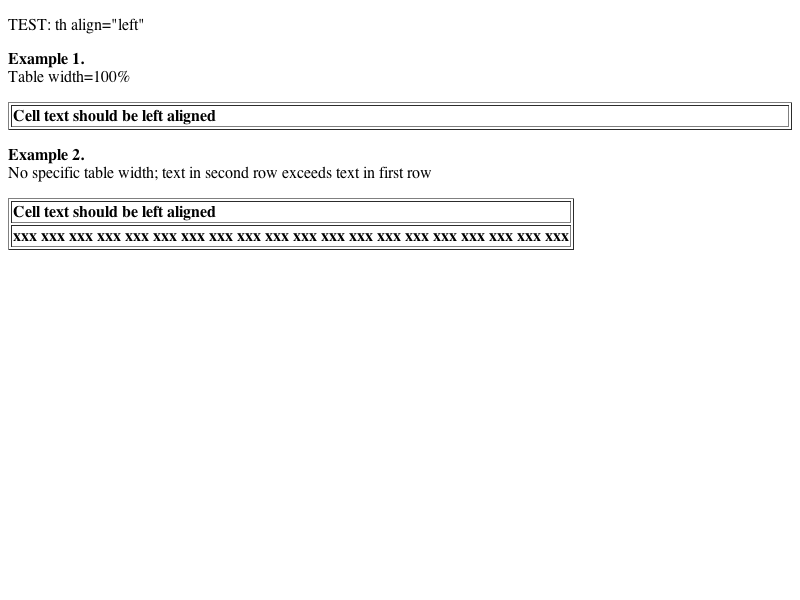 TEST: th align="left"
Example 1.
Table width=100%
Cell text should be left aligned
Example 2.
No specific table width; text in second row exceeds text in first row
Cell text should be left aligned
xxx xxx xxx xxx xxx xxx xxx xxx xxx xxx xxx xxx xxx xxx xxx xxx xxx xxx xxx xxx